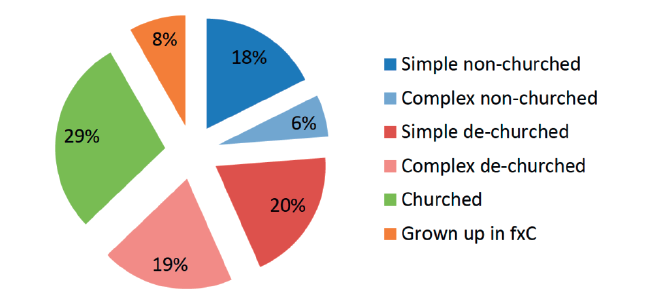 8%
18%
6%
29%
20%
19%
Simple non-churched
Complex non-churched
Simple de-churched
Complex de-churched
Churched
Grown up in fxC